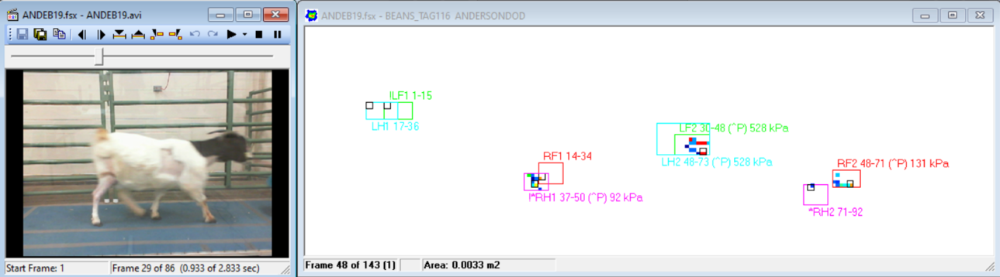 ANDEB19.fsx - ANDEB19.avi
Start Frame: 1
Frame 29 of 86 (0.933 of 2.833 sec)
ANDEB19.fsx - BEANS_TAG116 ANDERSONDOD
!LF1 1-15
LH1 17-36
LF2 30-48 (^P) 528 kPa
RF1 14-34
LH2 48-73 (^P) 528 kPa
RF2 48-71 (^P) 131 kPa
!*RH1 37-50 (^P) 92 kPa
*RH2 71-92
Frame 48 of 143 (1)
Area: 0.0033 m2